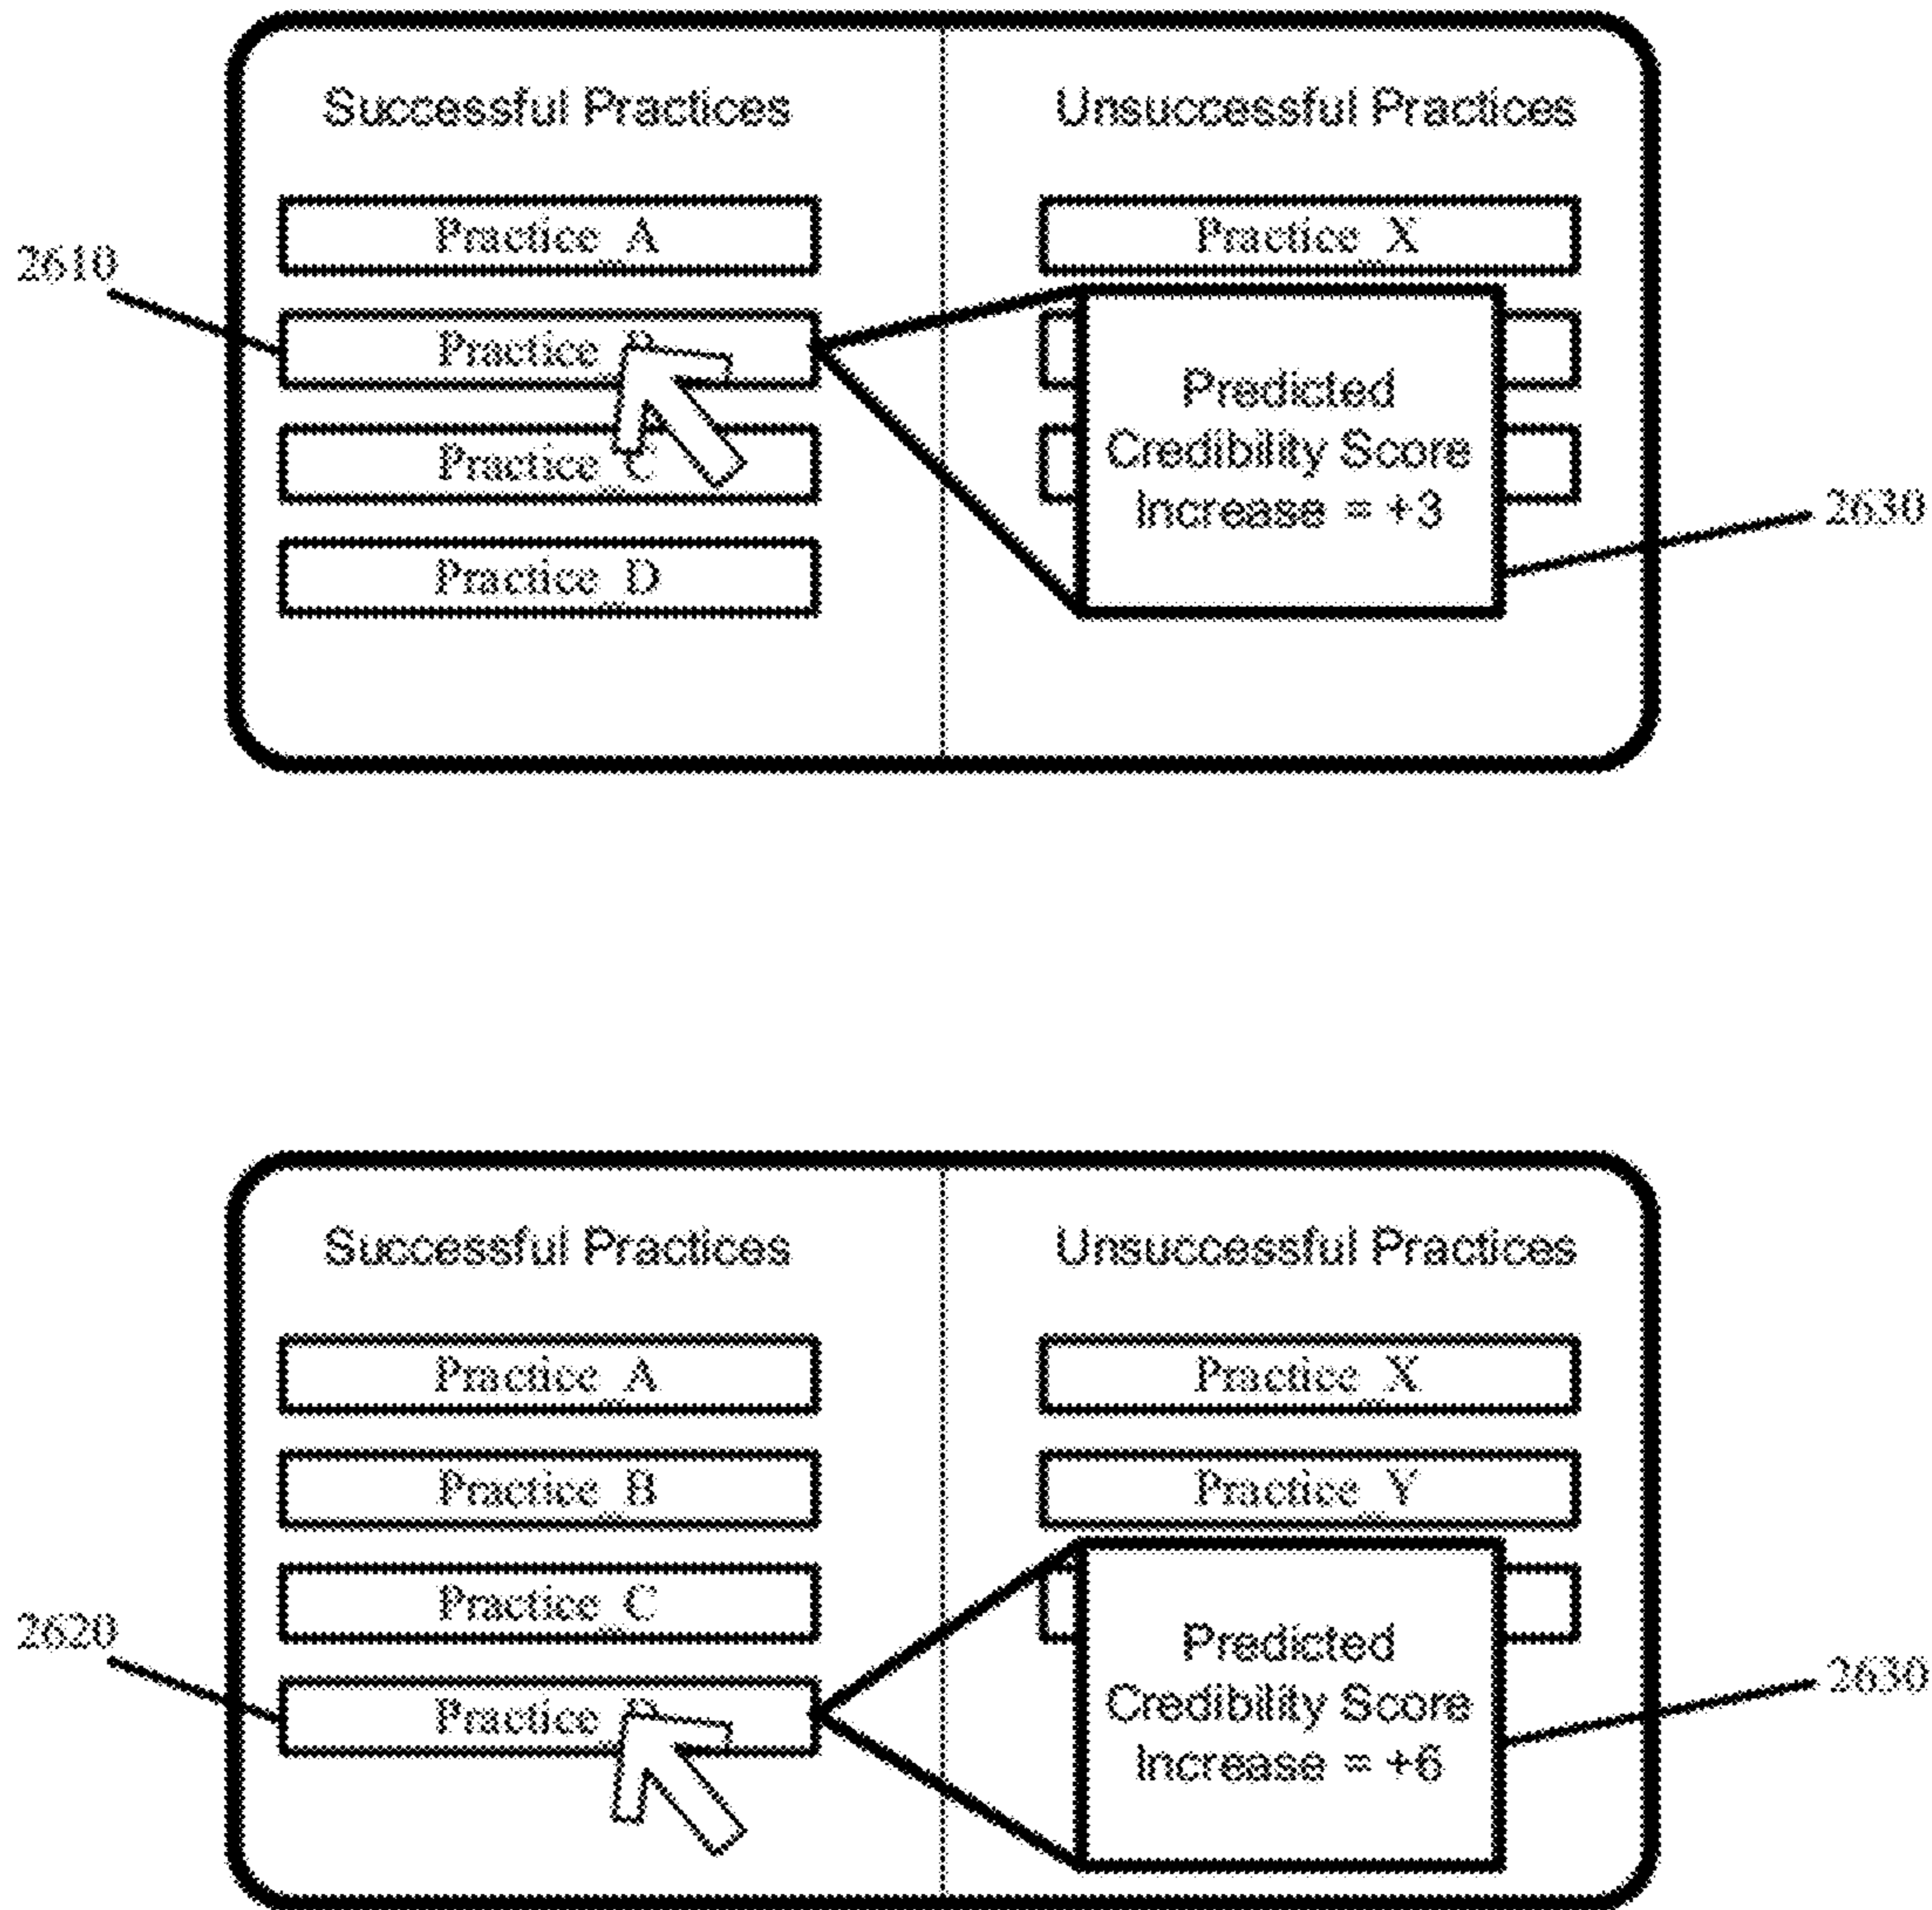 Successful Practices
Unsuccessful Practices
Practice_A
Practice_X
2610
Practice_B
Predicted
Credibility Score
Increase = +3
Practice_C
2630
Practice_D
Successful Practices
Unsuccessful Practices
Practice_A
Practice_X
Practice_B
Practice_Y
Practice_C
2620
Predicted
Credibility Score
Increase = +6
2630
Practice_D